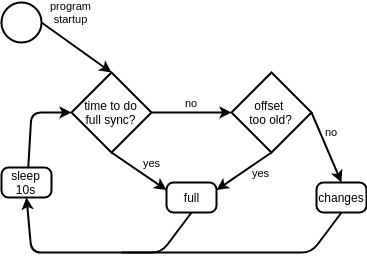 program
startup
time to do
full sync?
no
offset
too old?
no
yes
yes
sleep
10s
full
changes